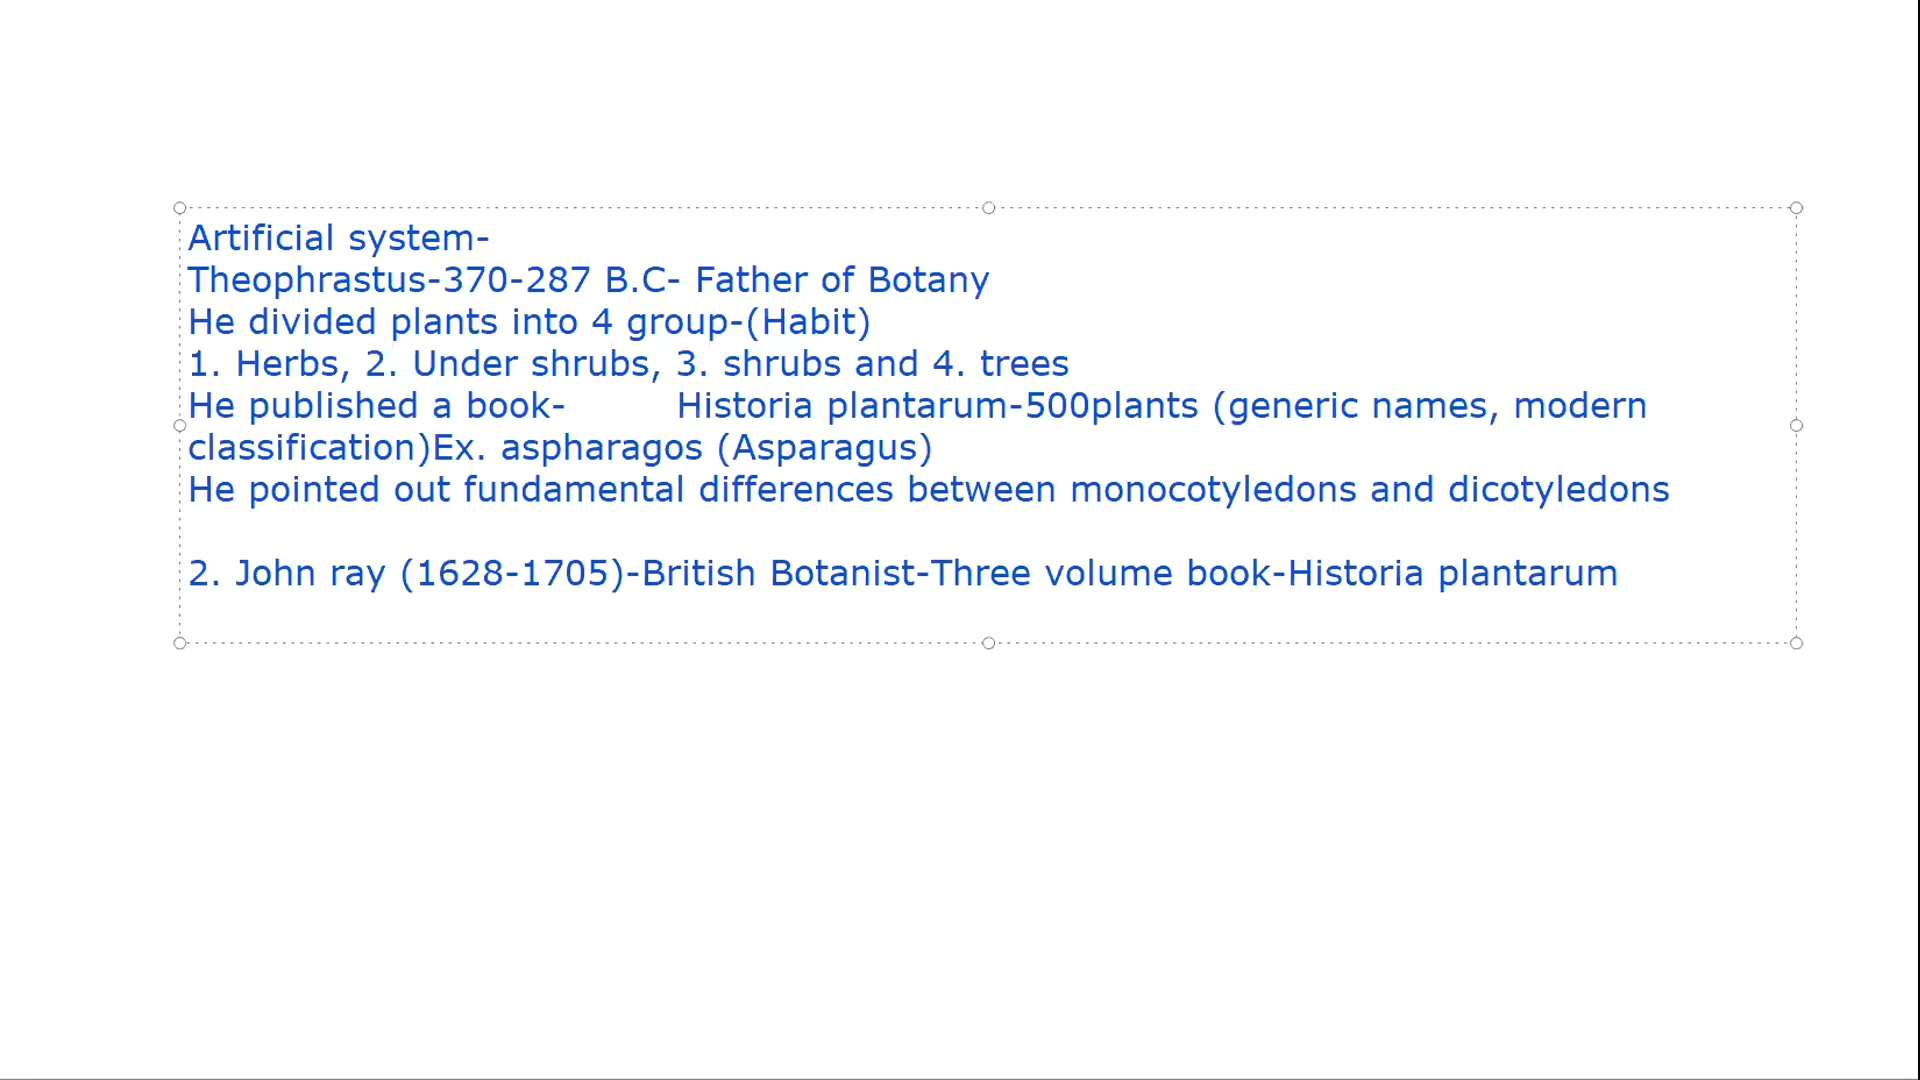 Artificial system-
Theophrastus-370-287 B.C- Father of Botany
He divided plants into 4 group-(Habit)
1. Herbs, 2. Under shrubs, 3. shrubs and 4. trees
He published a book- Historia plantarum-500plants (generic names, modern
classification)Ex. aspharagos (Asparagus)
He pointed out fundamental differences between monocotyledons and dicotyledons
2. John ray (1628-1705)-British Botanist-Three volume book-Historia plantarum